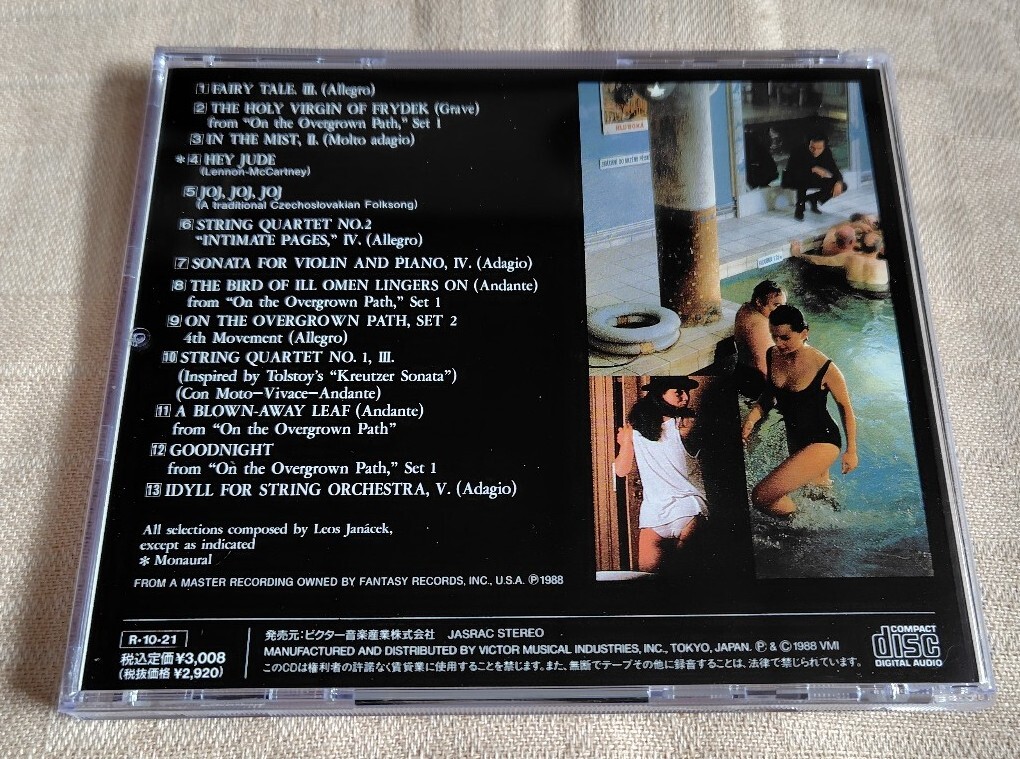 1 FAIRY TALE. III. (Allegro)
2 THE HOLY VIRGIN OF FRYDEK (Grave)
from "On the Overgrown Path," Set 1
3 IN THE MIST, II. (Molto adagio)
*4 HEY JUDE
(Lennon-McCartney)
5 JOJ, JOJ, JOJ
(A traditional Czechoslovakian Folksong)
6 STRING QUARTET NO.2
"INTIMATE PAGES," IV. (Allegro)
7 SONATA FOR VIOLIN AND PIANO, IV. (Adagio)
8 THE BIRD OF ILL OMEN LINGERS ON (Andante)
from "On the Overgrown Path," Set 1
9 ON THE OVERGROWN PATH, SET 2
4th Movement (Allegro)
10 STRING QUARTET NO. 1, III.
(Inspired by Tolstoy's "Kreutzer Sonata")
(Con Moto—Vivace—Andante)
11 A BLOWN-AWAY LEAF (Andante)
from "On the Overgrown Path"
12 GOODNIGHT
from "On the Overgrown Path," Set 1
13 IDYLL FOR STRING ORCHESTRA, V. (Adagio)
All selections composed by Leos Janácek,
except as indicated
* Monaural
FROM A MASTER RECORDING OWNED BY FANTASY RECORDS, INC., U.S.A. ℗1988
R-10-21
税込定価¥3,008
(税抜価格 ¥2,920)
発売元:ビクター音楽産業株式会社 JASRAC STEREO
MANUFACTURED AND DISTRIBUTED BY VICTOR MUSICAL INDUSTRIES, INC., TOKYO, JAPAN. ℗ & © 1988 VMI
このCDは権利者の許諾なく賃貸業に使用することを禁じます。また、無断でテープその他に録音することは、法律で禁じられています。
COMPACT
disc
DIGITAL AUDIO